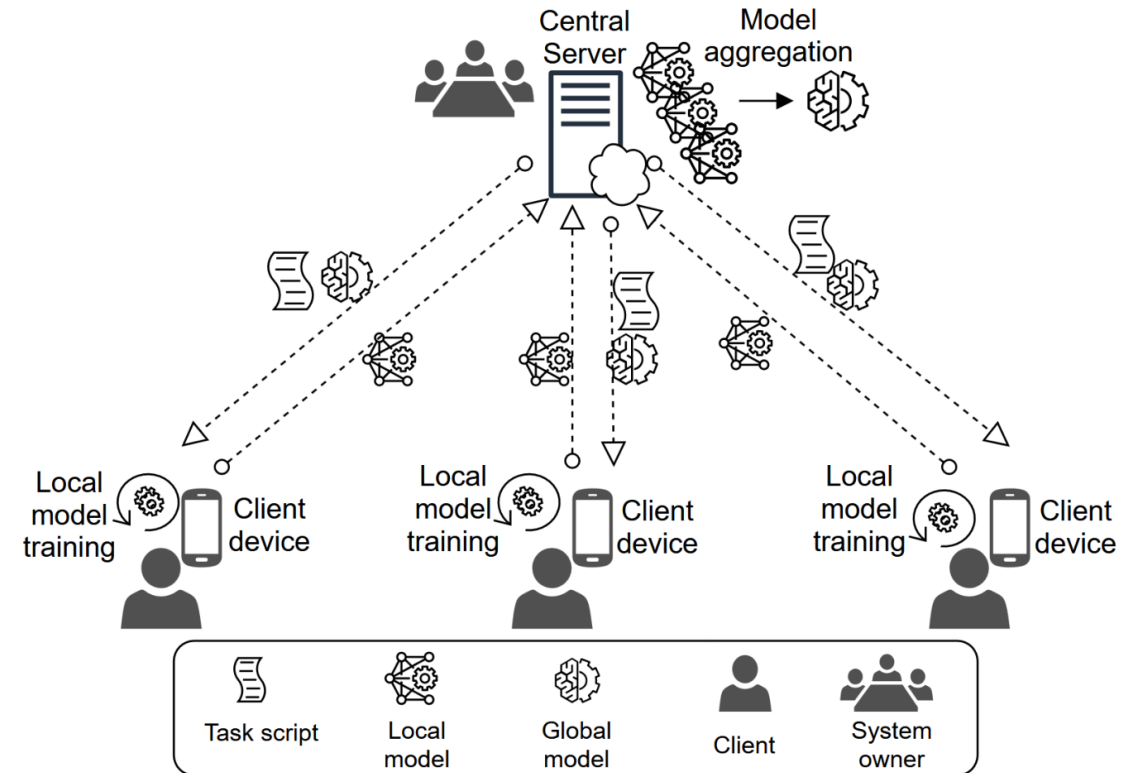 Central
Server
Model
aggregation
Local
model
training
Client
device
Local
model
training
Client
device
Local
model
training
Client
device
Task script
Local
model
Global
model
Client
System
owner